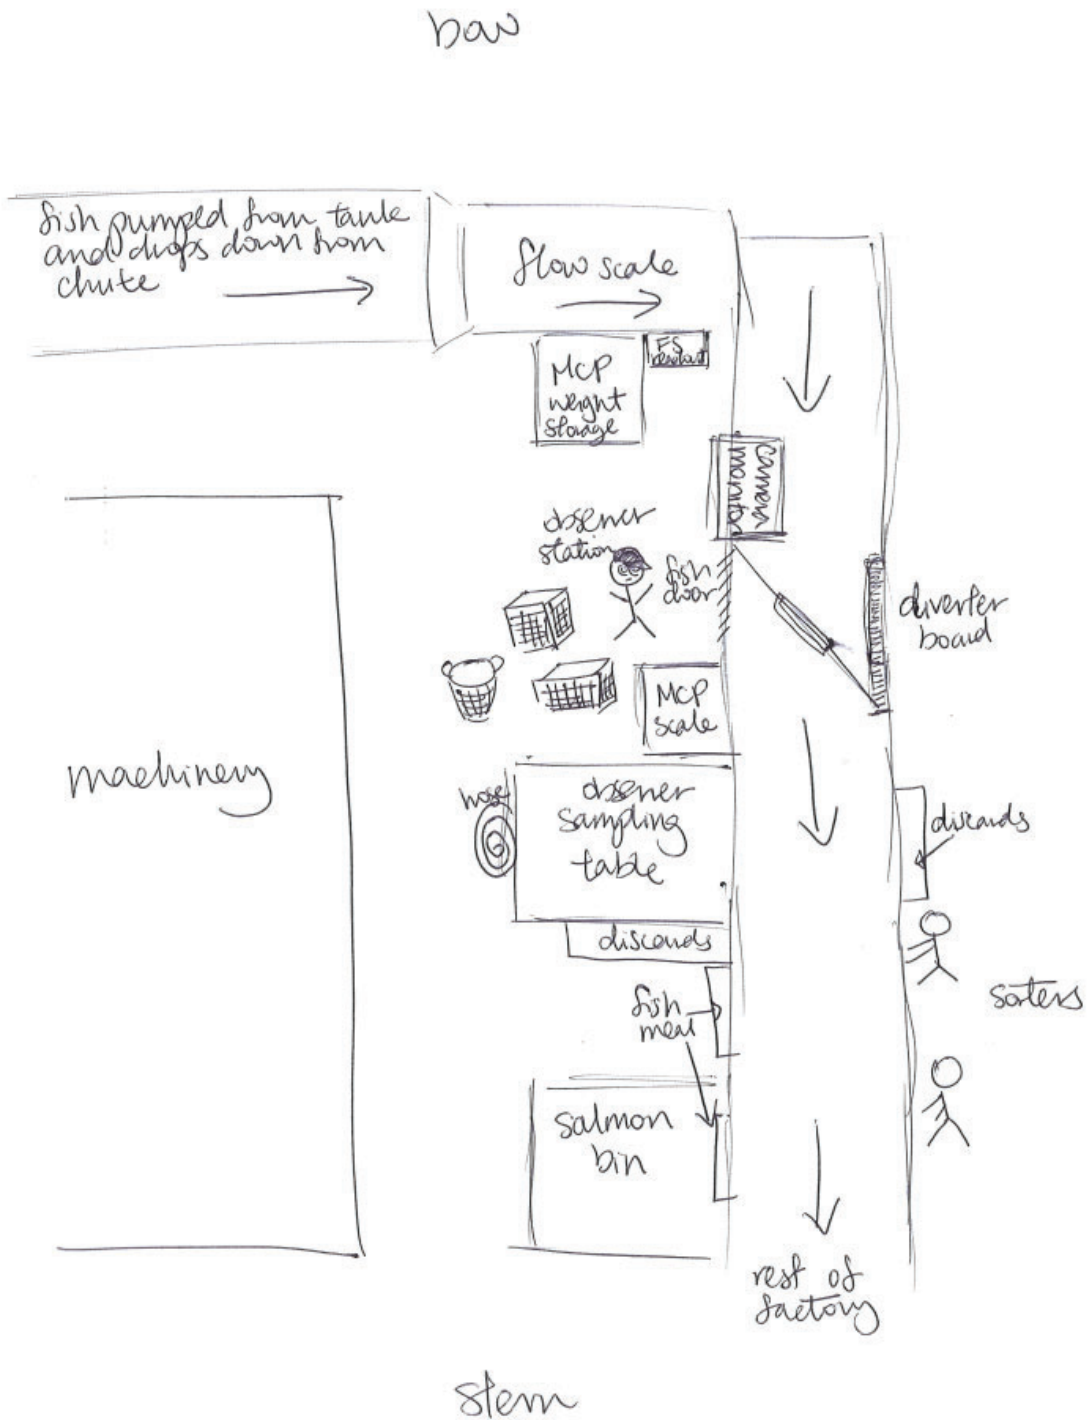 bow
fish pumped from tank
and drops down from
chute
flow scale
MCP
weight
storage
FS
camera
monitor
observer
station
fish
door
diverter
board
MCP
scale
machinery
hose
observer
sampling
table
discards
discards
fish
meal
sorters
salmon
bin
rest of
factory
stern